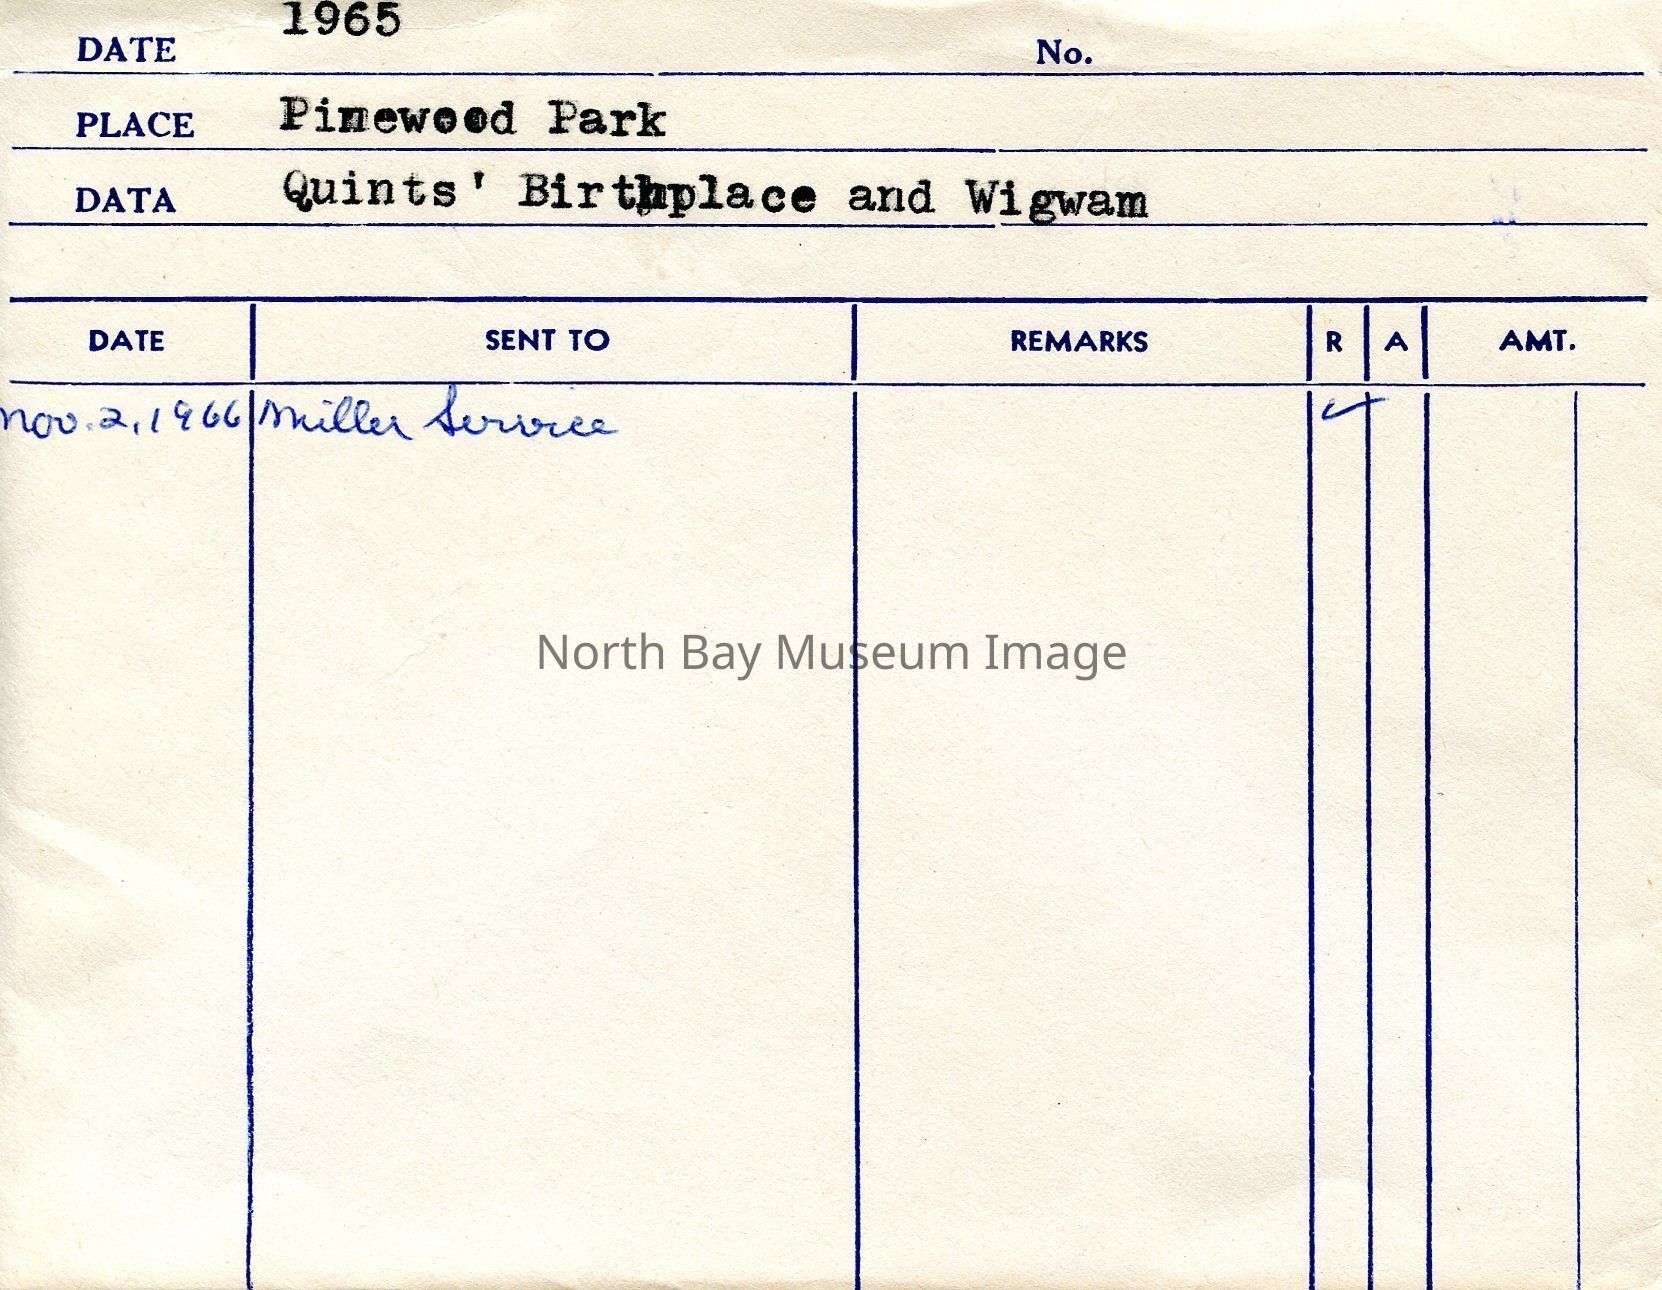 DATE 1965 No.
PLACE Pinewood Park
DATA Quints' Birthplace and Wigwam
DATE SENT TO REMARKS R A AMT.
Nov. 2, 1966 Miller Service ✓
North Bay Museum Image